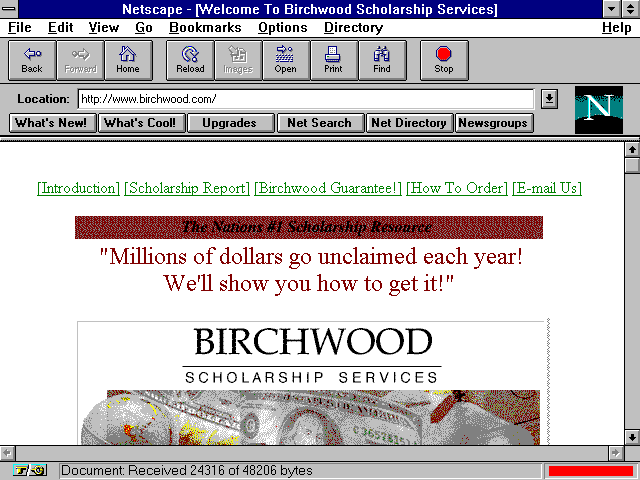 Netscape - [Welcome To Birchwood Scholarship Services]
File Edit View Go Bookmarks Options Directory Help
Back Forward Home Reload Images Open Print Find Stop
Location: http://www.birchwood.com/
N
What's New! What's Cool! Upgrades Net Search Net Directory Newsgroups
[Introduction] [Scholarship Report] [Birchwood Guarantee!] [How To Order] [E-mail Us]
The Nations #1 Scholarship Resource
"Millions of dollars go unclaimed each year!
We'll show you how to get it!"
BIRCHWOOD
SCHOLARSHIP SERVICES
Document: Received 24316 of 48206 bytes